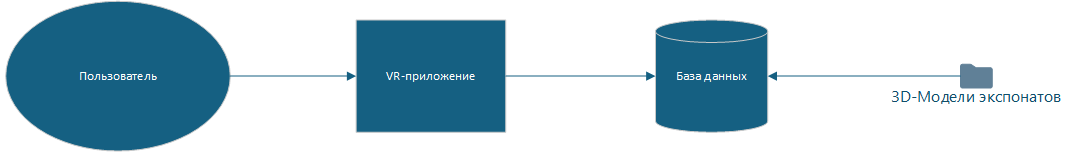 Пользователь
VR-приложение
База данных
3D-Модели экспонатов